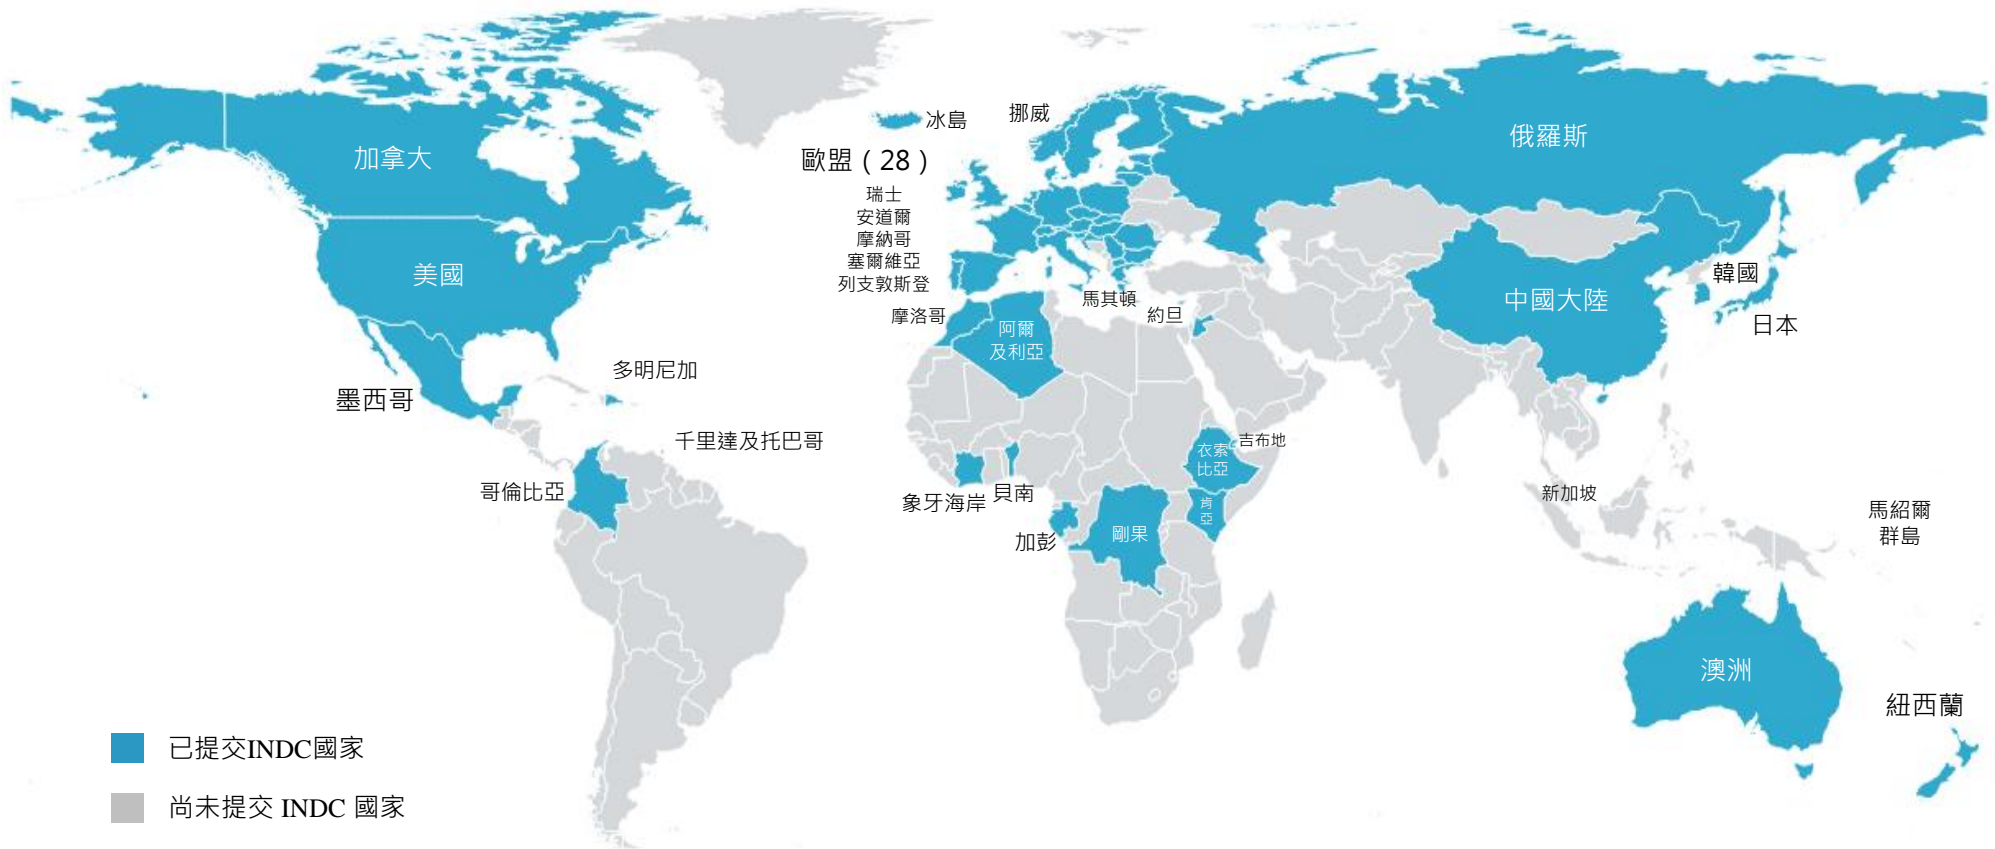 冰島
挪威
俄羅斯
加拿大
歐盟（28）
瑞士
安道爾
摩納哥
塞爾維亞
列支敦斯登
美國
韓國
中國大陸
馬其頓
約旦
摩洛哥
日本
阿爾
及利亞
多明尼加
墨西哥
千里達及托巴哥
吉布地
衣索
比亞
哥倫比亞
象牙海岸
貝南
新加坡
肯
亞
馬紹爾
群島
加彭
剛果
澳洲
紐西蘭
已提交INDC國家
尚未提交 INDC 國家